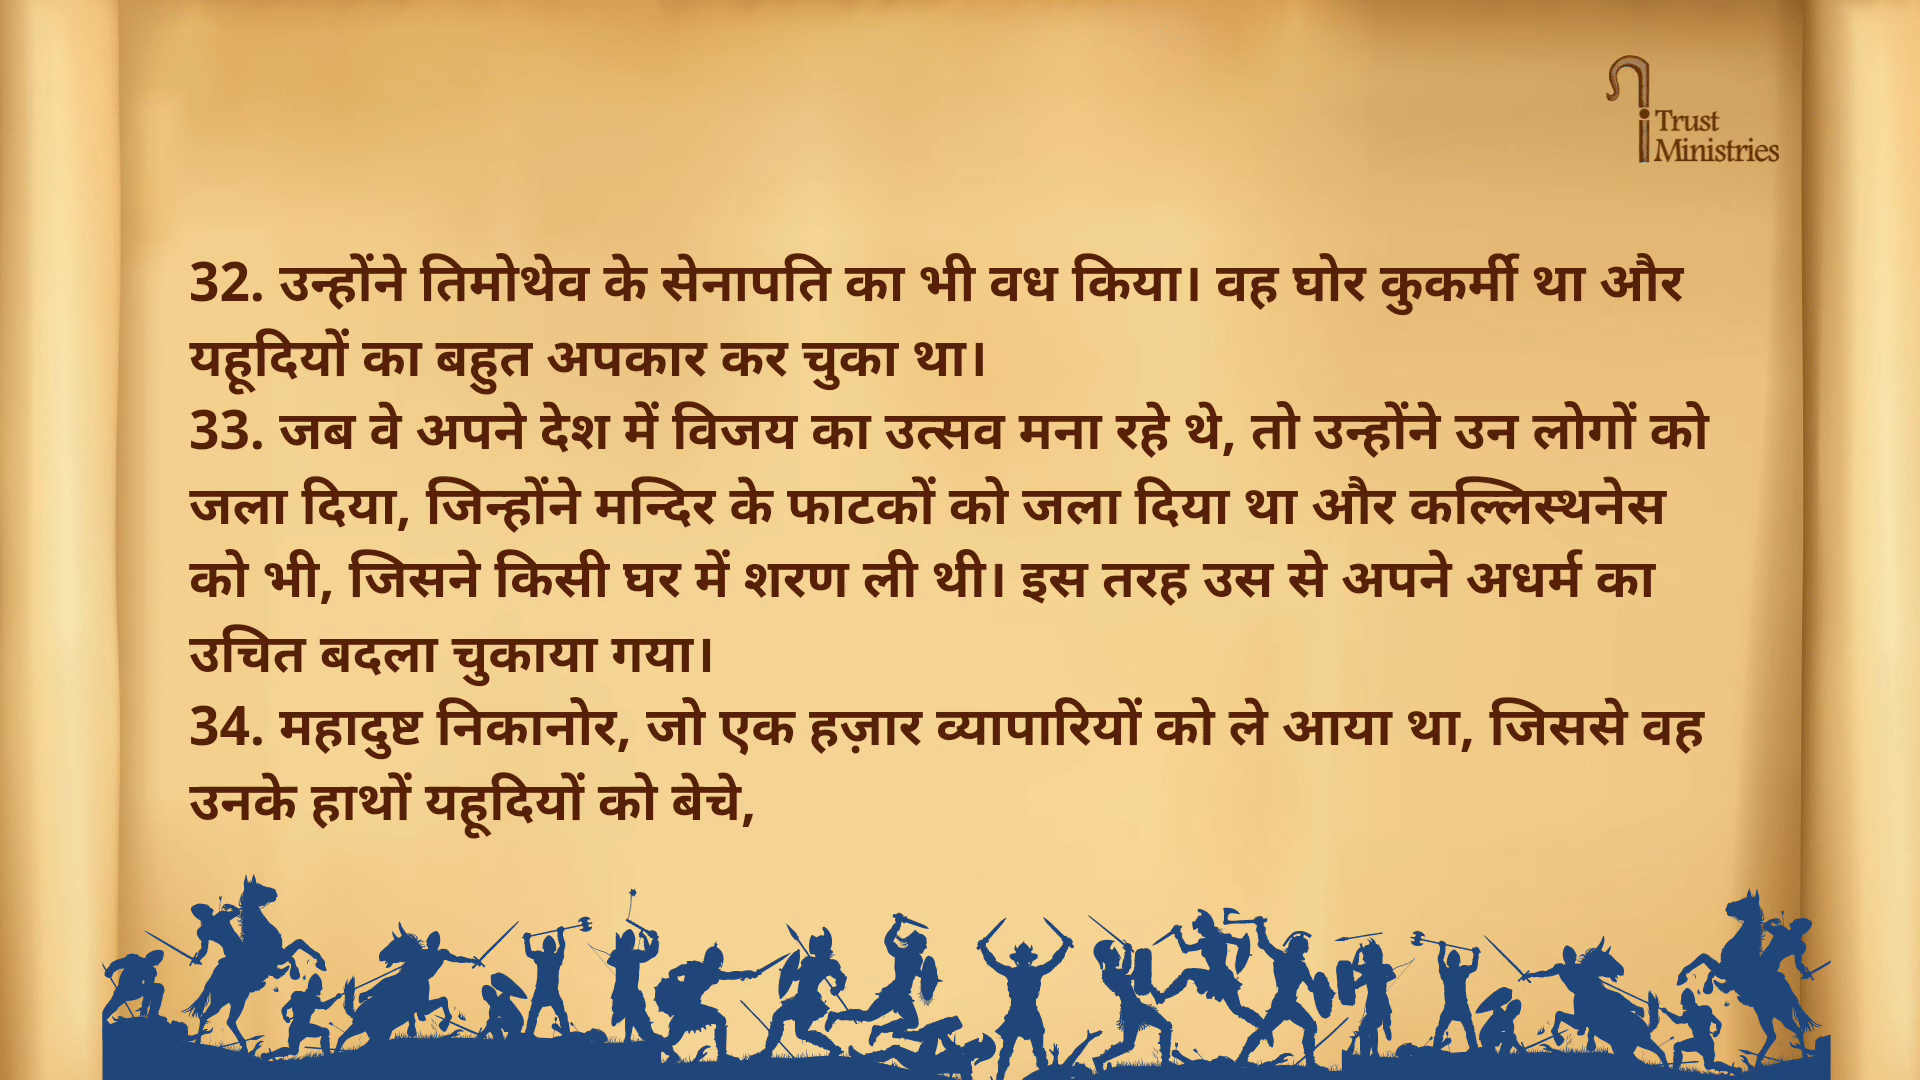 Trust
Ministries
32. उन्होंने तिमोथेव के सेनापति का भी वध किया। वह घोर कुकर्मी था और
यहूदियों का बहुत अपकार कर चुका था।
33. जब वे अपने देश में विजय का उत्सव मना रहे थे, तो उन्होंने उन लोगों को
जला दिया, जिन्होंने मन्दिर के फाटकों को जला दिया था और कल्लिस्थनेस
को भी, जिसने किसी घर में शरण ली थी। इस तरह उस से अपने अधर्म का
उचित बदला चुकाया गया।
34. महादुष्ट निकानोर, जो एक हज़ार व्यापारियों को ले आया था, जिससे वह
उनके हाथों यहूदियों को बेचे,